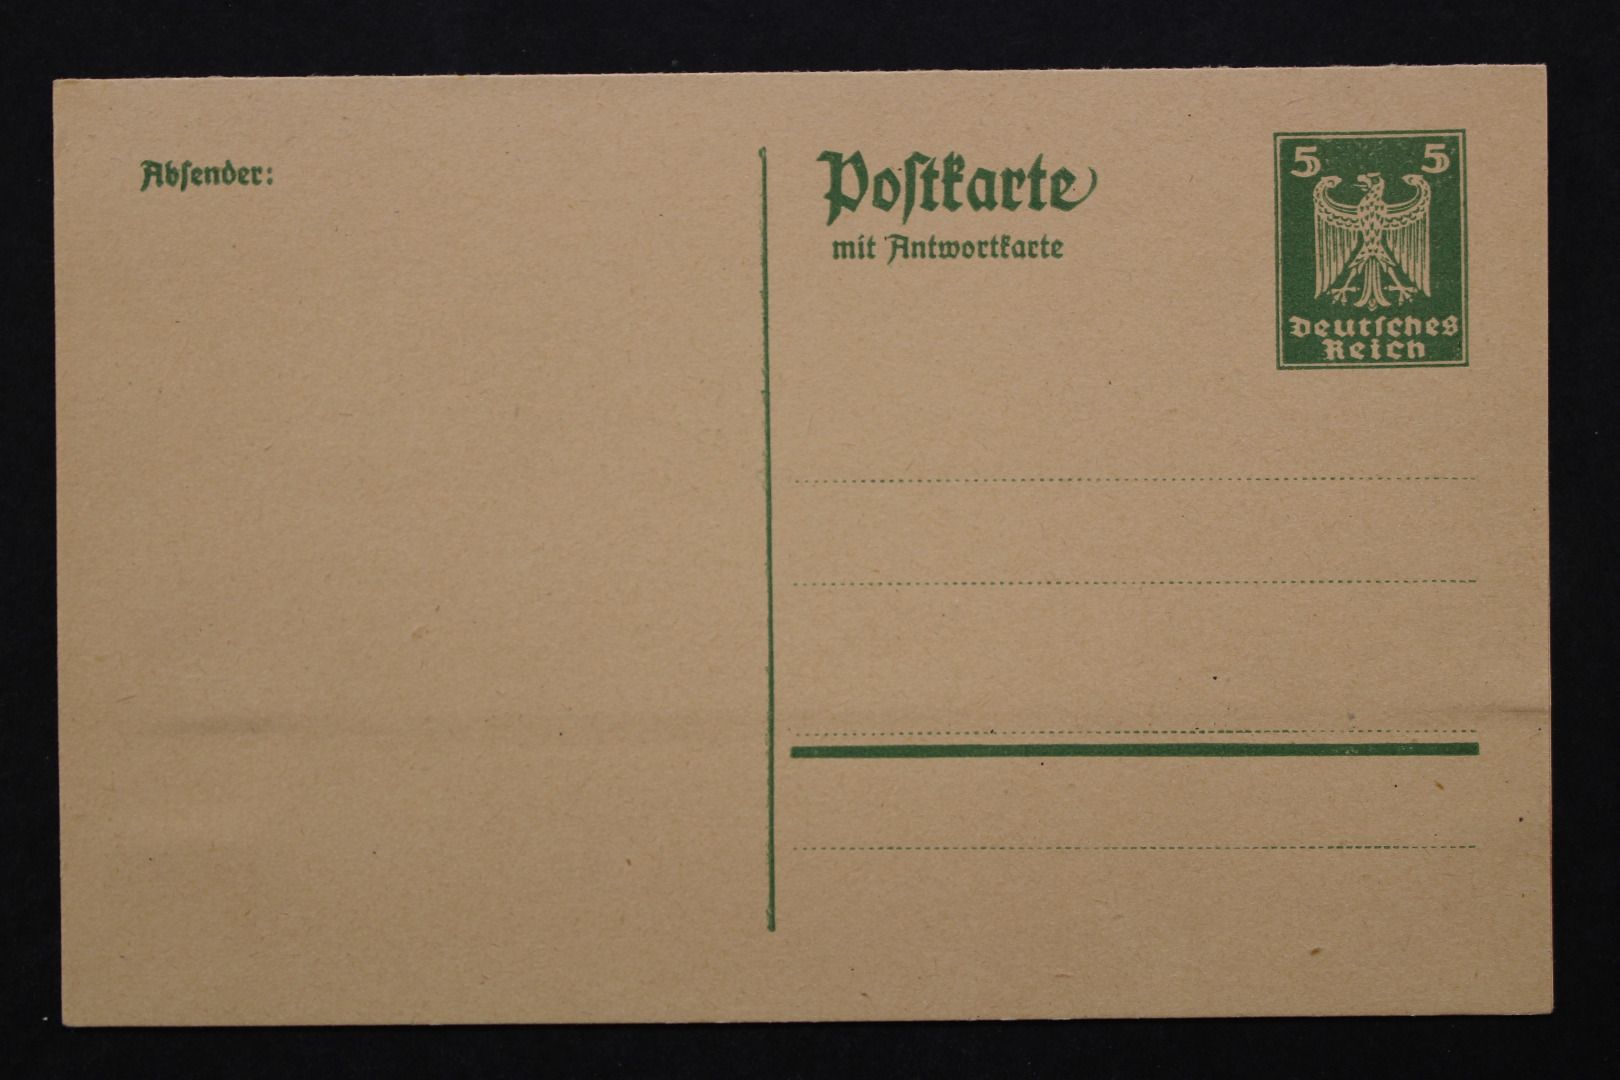 Abſender:
Poſtkarte
mit Antwortkarte
5 5
Deutſches
Reich